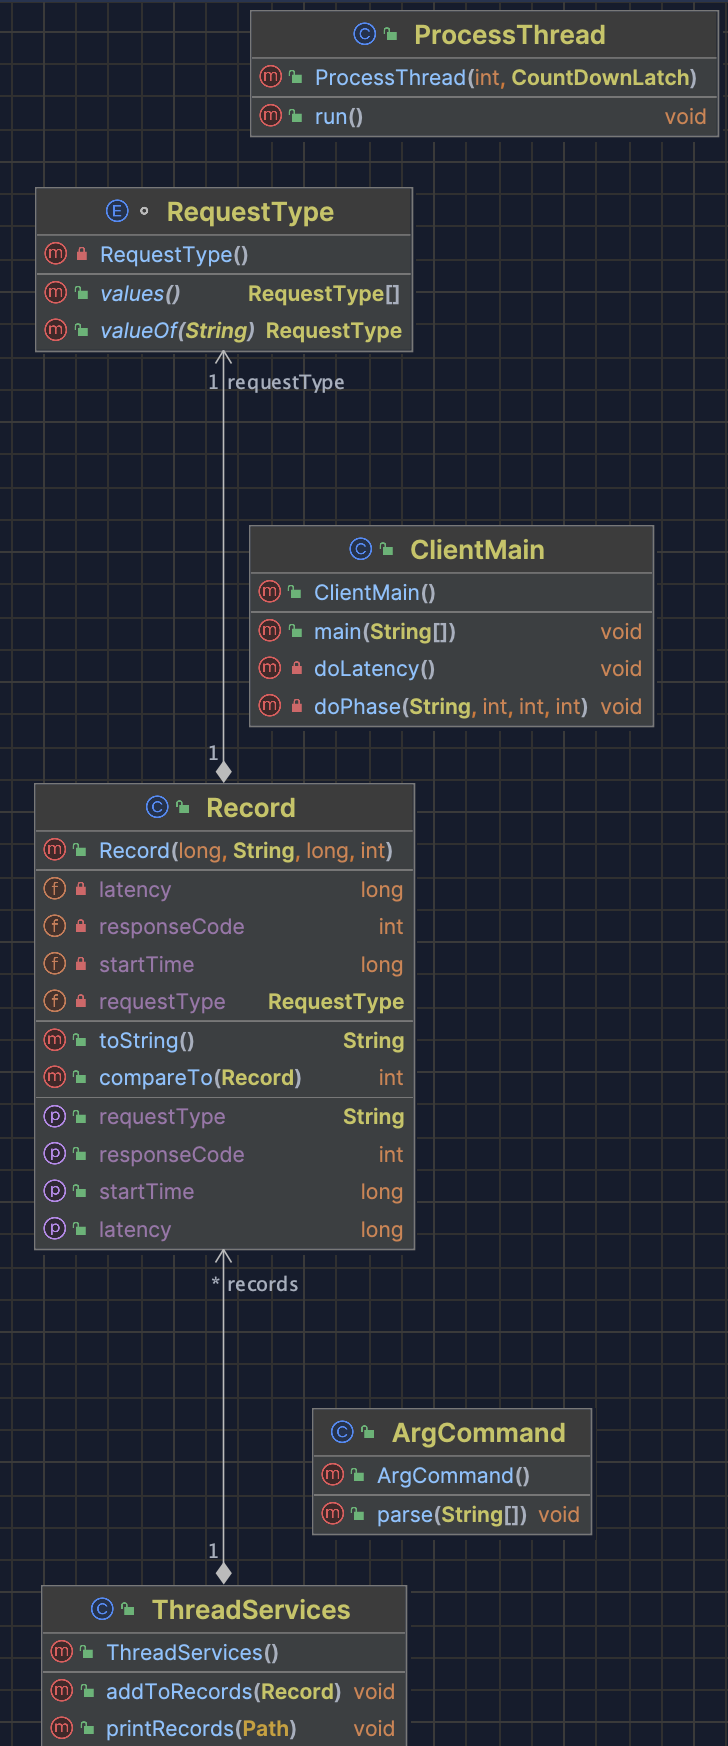 ProcessThread
ProcessThread(int, CountDownLatch)
run() void
RequestType
RequestType()
values() RequestType[]
valueOf(String) RequestType
1 requestType
ClientMain
ClientMain()
main(String[]) void
doLatency() void
doPhase(String, int, int, int) void
1
Record
Record(long, String, long, int)
latency long
responseCode int
startTime long
requestType RequestType
toString() String
compareTo(Record) int
requestType String
responseCode int
startTime long
latency long
* records
ArgCommand
ArgCommand()
parse(String[]) void
1
ThreadServices
ThreadServices()
addToRecords(Record) void
printRecords(Path) void